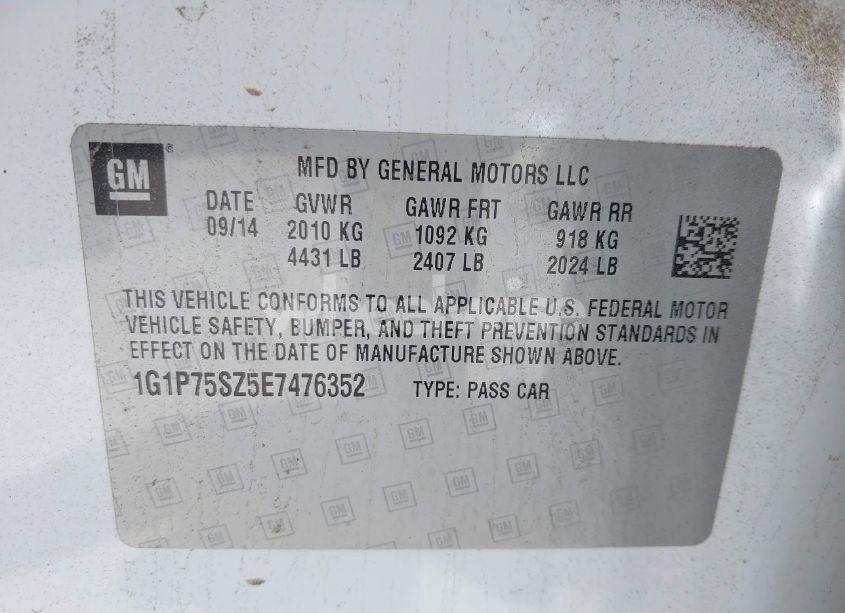 GM ®
MFD BY GENERAL MOTORS LLC
DATE GVWR GAWR FRT GAWR RR
09/14 2010 KG 1092 KG 918 KG
4431 LB 2407 LB 2024 LB
THIS VEHICLE CONFORMS TO ALL APPLICABLE U.S. FEDERAL MOTOR
VEHICLE SAFETY, BUMPER, AND THEFT PREVENTION STANDARDS IN
EFFECT ON THE DATE OF MANUFACTURE SHOWN ABOVE.
1G1P75SZ5E7476352 TYPE: PASS CAR